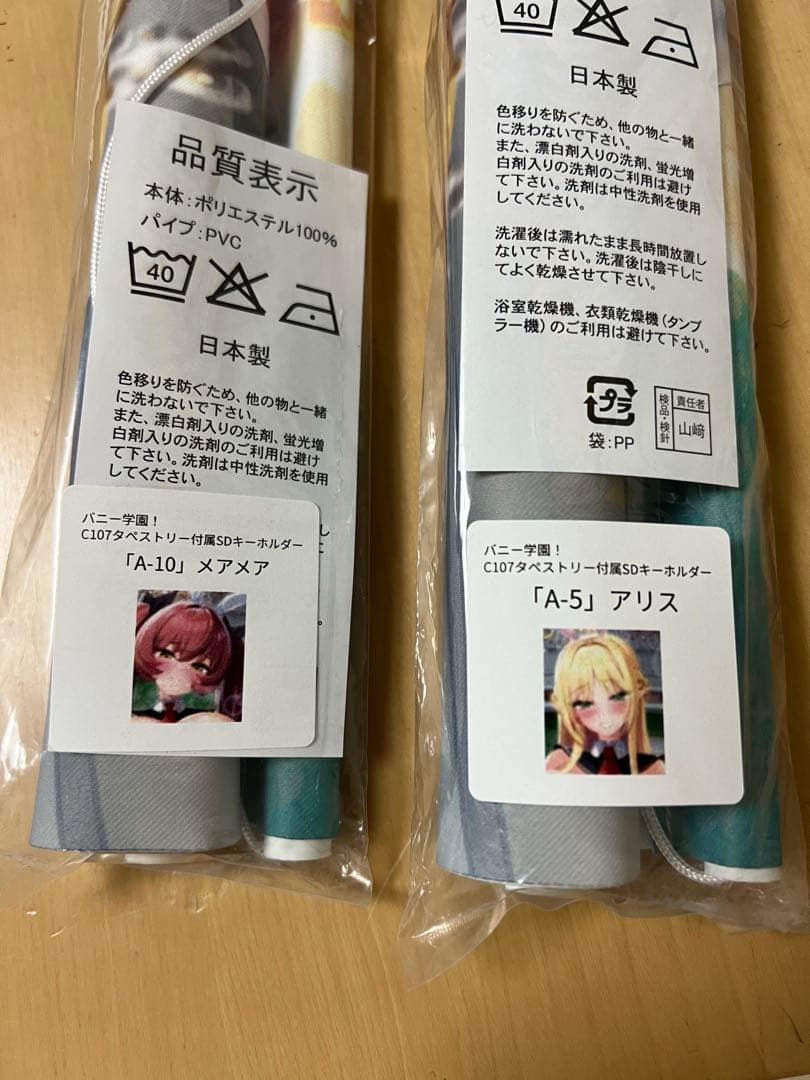 品質表示
本体:ポリエステル100%
パイプ:PVC
40
日本製
色移りを防ぐため、他の物と一緒
に洗わないで下さい。
また、漂白剤入りの洗剤、蛍光増
白剤入りの洗剤のご利用は避け
て下さい。洗剤は中性洗剤を使用
してください。
バニー学園!
C107タペストリー付属SDキーホルダー
「A-10」メアメア
40
日本製
色移りを防ぐため、他の物と一緒
に洗わないで下さい。
また、漂白剤入りの洗剤、蛍光増
白剤入りの洗剤のご利用は避け
て下さい。洗剤は中性洗剤を使用
してください。
洗濯後は濡れたまま長時間放置し
ないで下さい。洗濯後は陰干しに
てよく乾燥させて下さい。
浴室乾燥機、衣類乾燥機(タンブ
ラー機)のご利用は避けて下さい。
プラ
袋:PP
検品・検針
責任者
山﨑
バニー学園!
C107タペストリー付属SDキーホルダー
「A-5」アリス